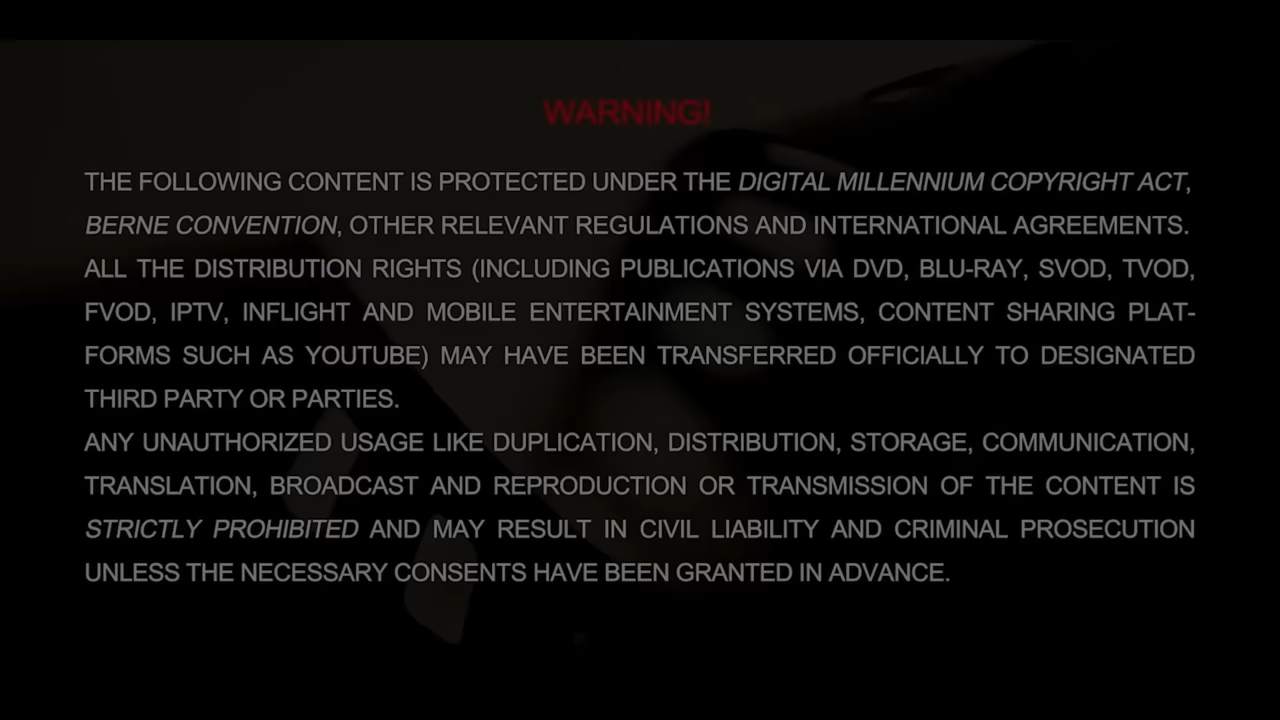 WARNING!
THE FOLLOWING CONTENT IS PROTECTED UNDER THE DIGITAL MILLENNIUM COPYRIGHT ACT,
BERNE CONVENTION, OTHER RELEVANT REGULATIONS AND INTERNATIONAL AGREEMENTS.
ALL THE DISTRIBUTION RIGHTS (INCLUDING PUBLICATIONS VIA DVD, BLU-RAY, SVOD, TVOD,
FVOD, IPTV, INFLIGHT AND MOBILE ENTERTAINMENT SYSTEMS, CONTENT SHARING PLAT-
FORMS SUCH AS YOUTUBE) MAY HAVE BEEN TRANSFERRED OFFICIALLY TO DESIGNATED
THIRD PARTY OR PARTIES.
ANY UNAUTHORIZED USAGE LIKE DUPLICATION, DISTRIBUTION, STORAGE, COMMUNICATION,
TRANSLATION, BROADCAST AND REPRODUCTION OR TRANSMISSION OF THE CONTENT IS
STRICTLY PROHIBITED AND MAY RESULT IN CIVIL LIABILITY AND CRIMINAL PROSECUTION
UNLESS THE NECESSARY CONSENTS HAVE BEEN GRANTED IN ADVANCE.